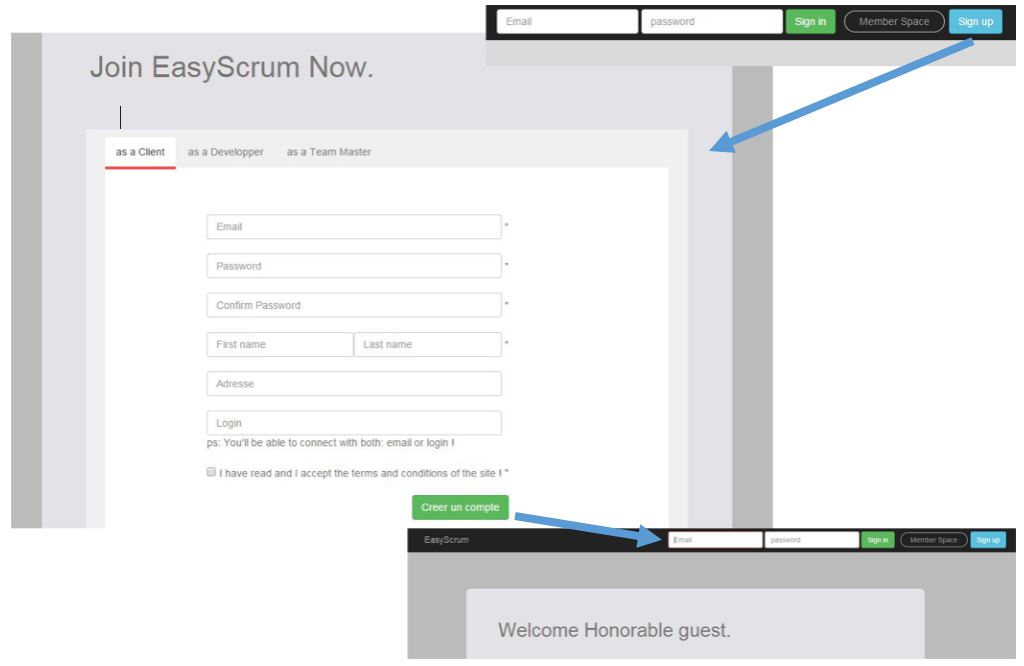 Email password Sign in Member Space Sign up
Join EasyScrum Now.
as a Client as a Developper as a Team Master
Email *
Password *
Confirm Password *
First name Last name *
Adresse
Login
ps: You'll be able to connect with both: email or login !
I have read and I accept the terms and conditions of the site ! *
Creer un compte
EasyScrum Email password Sign in Member Space Sign up
Welcome Honorable guest.